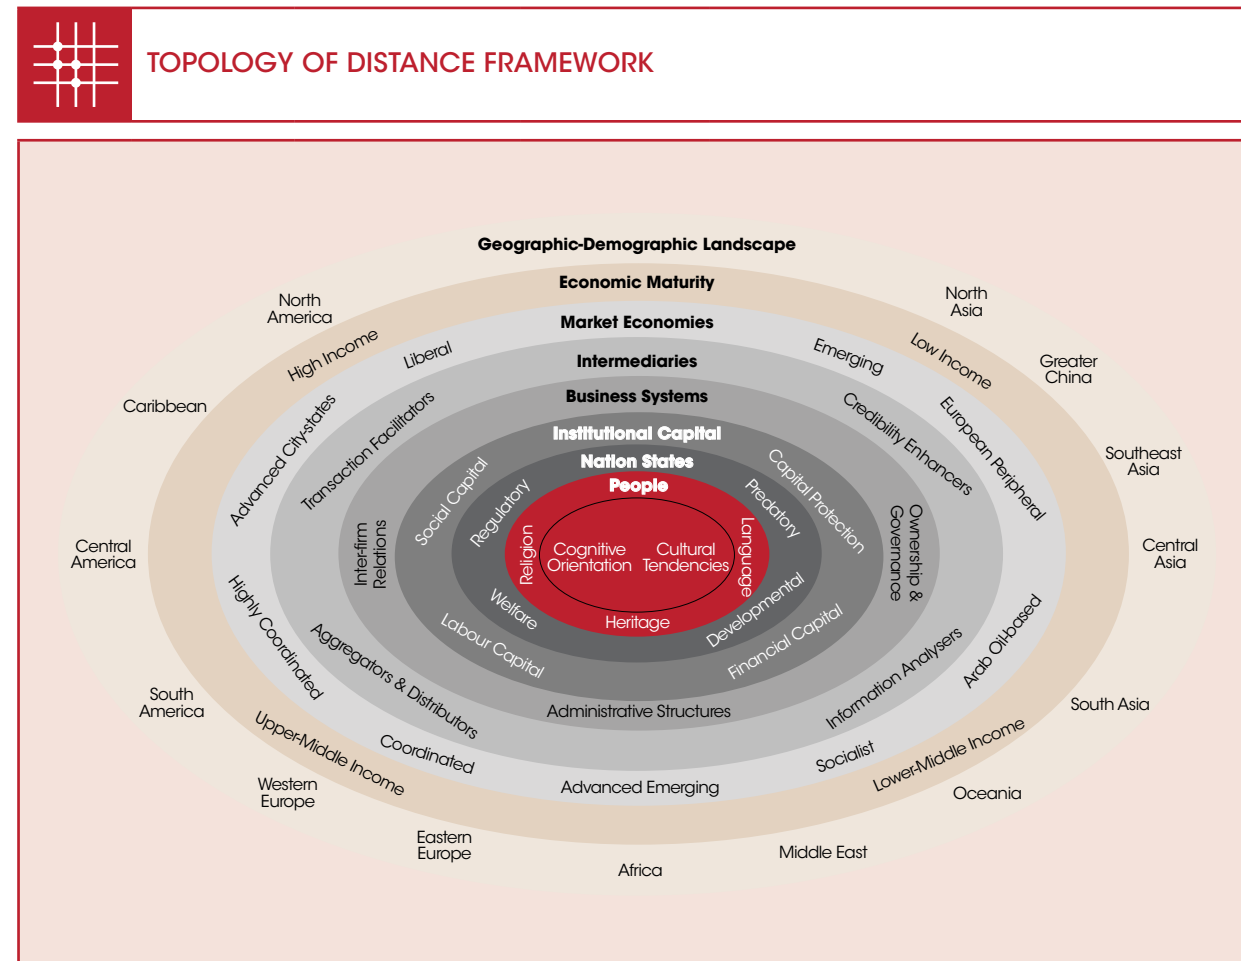 TOPOLOGY OF DISTANCE FRAMEWORK
Geographic-Demographic Landscape
Economic Maturity
Market Economies
Intermediaries
Business Systems
Institutional Capital
Nation States
People
North
America
North
Asia
High Income
Liberal
Emerging
Low Income
Greater
China
Caribbean
Advanced City-states
Transaction Facilitators
Credibility Enhancers
European Peripheral
Southeast
Asia
Social Capital
Regulatory
Predatory
Capital Protection
Central
America
Inter-firm
Relations
Religion
Cognitive
Orientation
Cultural
Tendencies
Language
Ownership &
Governance
Central
Asia
Heritage
Welfare
Developmental
Labour Capital
Financial Capital
Highly Coordinated
Aggregators & Distributors
Administrative Structures
Information Analysers
Arab Oil-based
South
America
South Asia
Upper-Middle Income
Coordinated
Advanced Emerging
Socialist
Lower-Middle Income
Western
Europe
Oceania
Eastern
Europe
Africa
Middle East